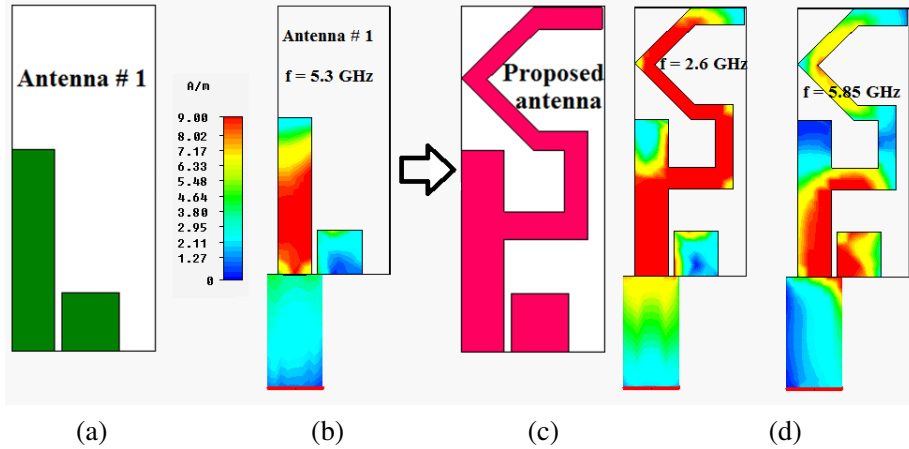 Antenna # 1
A/m
9.00
8.02
7.17
6.33
5.48
4.64
3.80
2.95
2.11
1.27
0
Antenna # 1
f = 5.3 GHz
Proposed
antenna
f = 2.6 GHz
f = 5.85 GHz
(a)
(b)
(c)
(d)